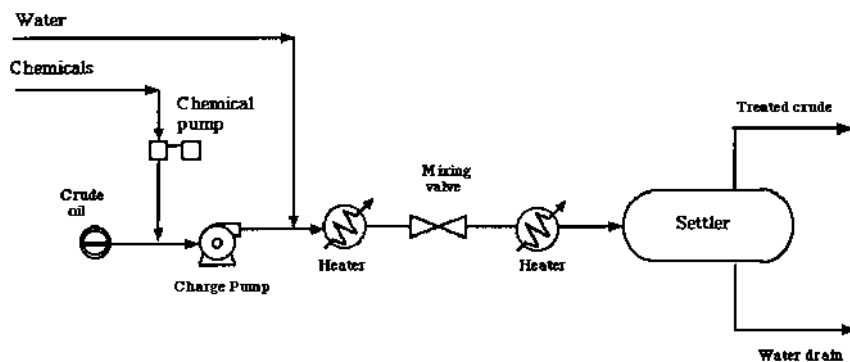 Water
Chemicals
Chemical
pump
Crude
oil
Charge Pump
Heater
Mixing
valve
Heater
Settler
Treated crude
Water drain